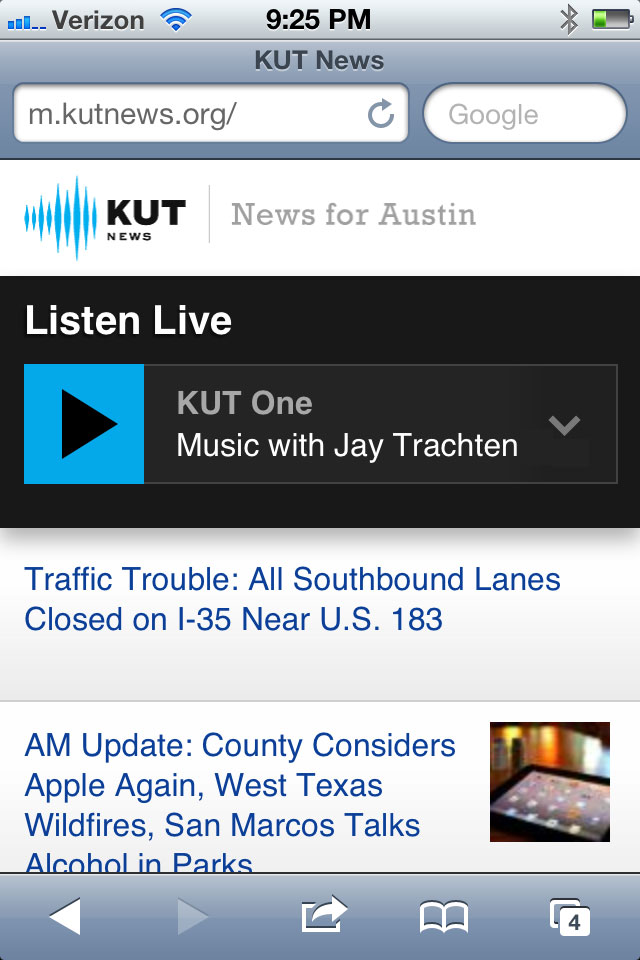 Verizon 9:25 PM
KUT News
m.kutnews.org/ Google
KUT
NEWS
News for Austin
Listen Live
KUT One
Music with Jay Trachten
Traffic Trouble: All Southbound Lanes
Closed on I-35 Near U.S. 183
AM Update: County Considers
Apple Again, West Texas
Wildfires, San Marcos Talks
Alcohol in Parks
4